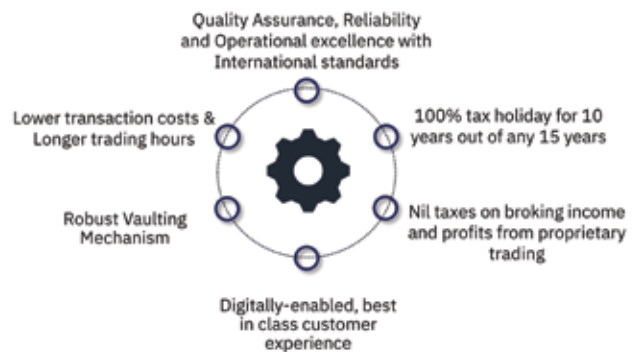 Quality Assurance, Reliability
and Operational excellence with
International standards
Lower transaction costs &
Longer trading hours
100% tax holiday for 10
years out of any 15 years
Robust Vaulting
Mechanism
Nil taxes on broking income
and profits from proprietary
trading
Digitally-enabled, best
in class customer
experience